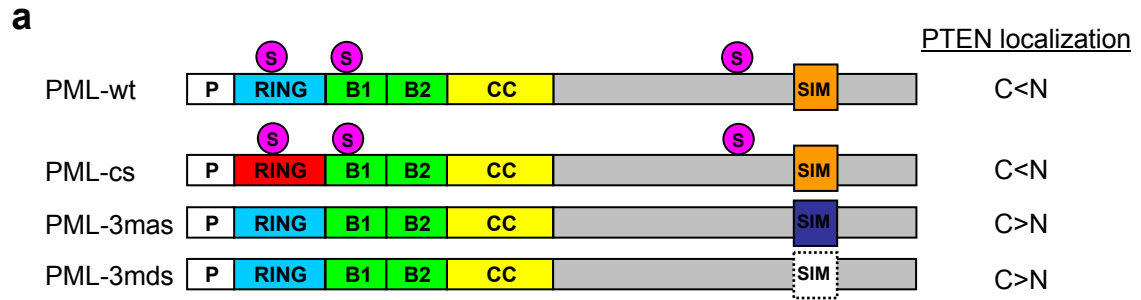 a
PTEN localization
S S S
PML-wt P RING B1 B2 CC SIM C<N
S S S
PML-cs P RING B1 B2 CC SIM C<N
PML-3mas P RING B1 B2 CC SIM C>N
PML-3mds P RING B1 B2 CC SIM C>N